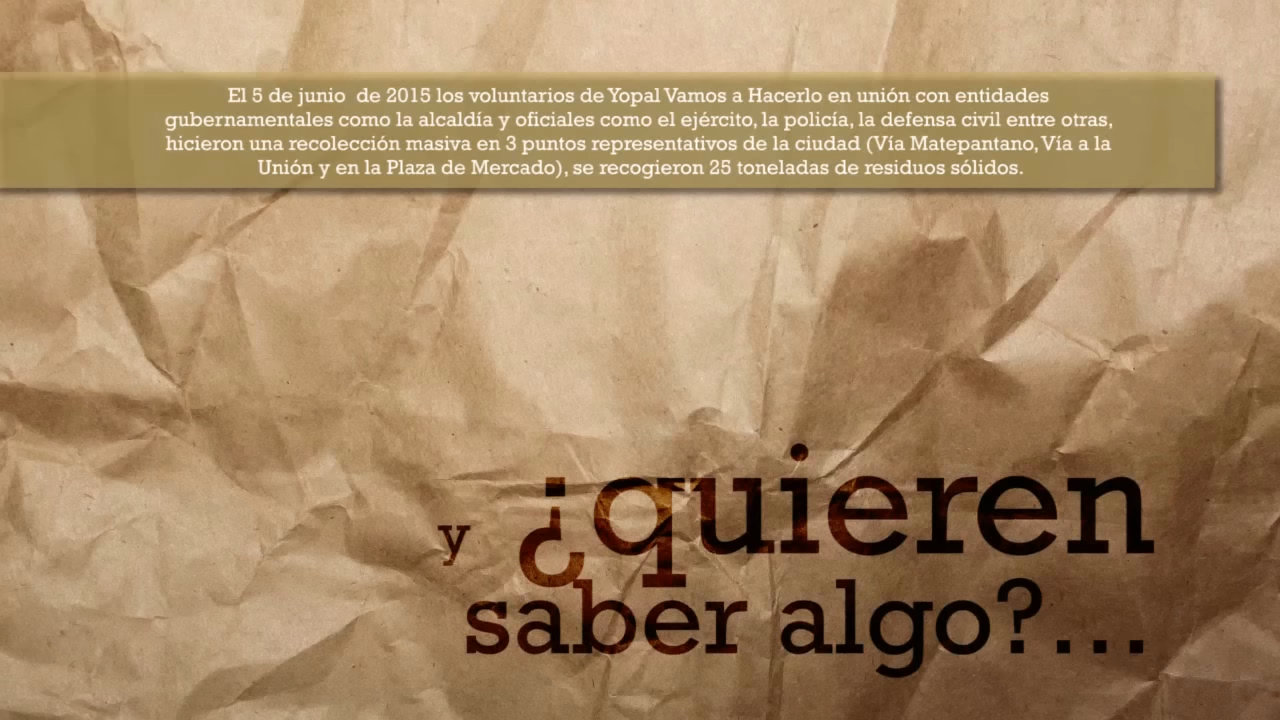 El 5 de junio  de 2015 los voluntarios de Yopal Vamos a Hacerlo en unión con entidades
gubernamentales como la alcaldía y oficiales como el ejército, la policía, la defensa civil entre otras,
hicieron una recolección masiva en 3 puntos representativos de la ciudad (Vía Matepantano, Vía a la
Unión y en la Plaza de Mercado), se recogieron 25 toneladas de residuos sólidos.
y ¿quieren
saber algo?...